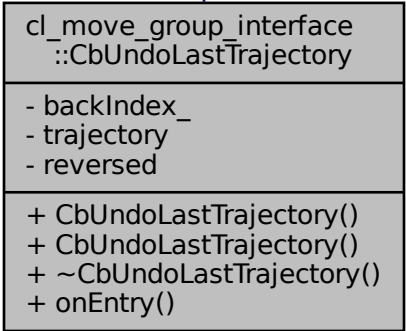 cl_move_group_interface
::CbUndoLastTrajectory
- backIndex_
- trajectory
- reversed
+ CbUndoLastTrajectory()
+ CbUndoLastTrajectory()
+ ~CbUndoLastTrajectory()
+ onEntry()